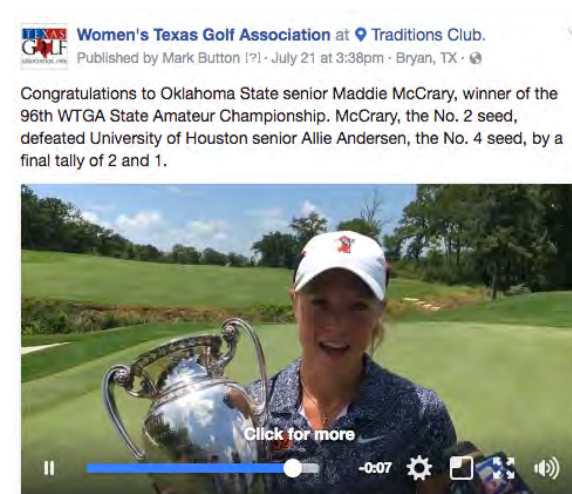 TEXAS
GOLF
Women's Texas Golf Association at Traditions Club.
Published by Mark Button [?] · July 21 at 3:38pm · Bryan, TX ·
Congratulations to Oklahoma State senior Maddie McCrary, winner of the
96th WTGA State Amateur Championship. McCrary, the No. 2 seed,
defeated University of Houston senior Allie Andersen, the No. 4 seed, by a
final tally of 2 and 1.
Click for more
-0:07